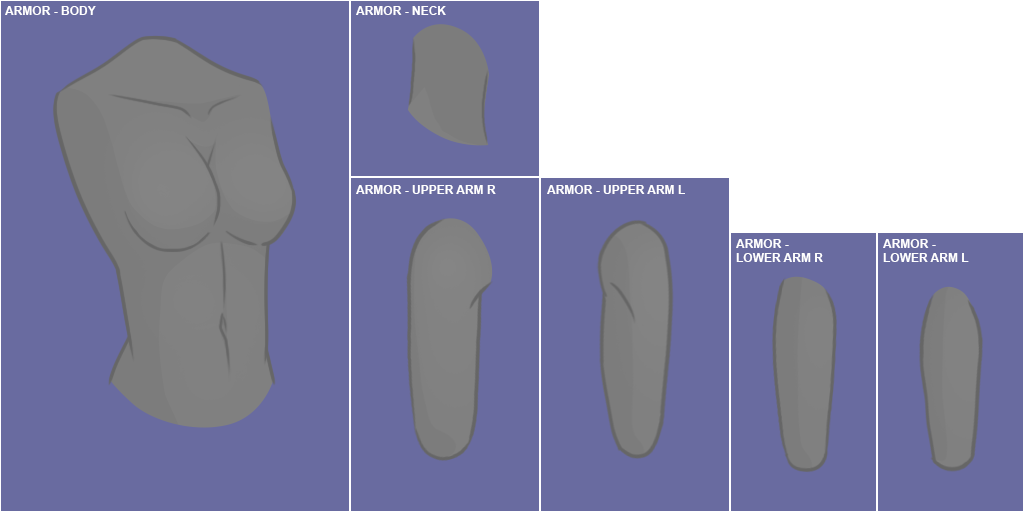 ARMOR - BODY
ARMOR - NECK
ARMOR - UPPER ARM R
ARMOR - UPPER ARM L
ARMOR -
LOWER ARM R
ARMOR -
LOWER ARM L